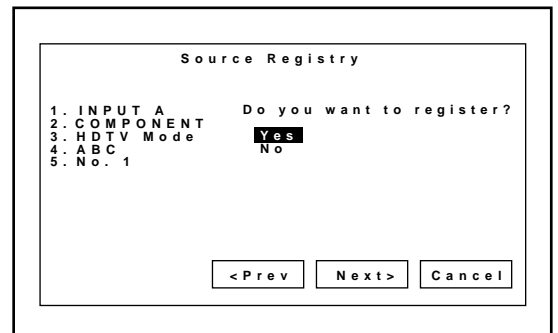 Source Registry
1. INPUT A
2. COMPONENT
3. HDTV Mode
4. ABC
5. No. 1
Do you want to register?
Yes
No
<Prev Next> Cancel